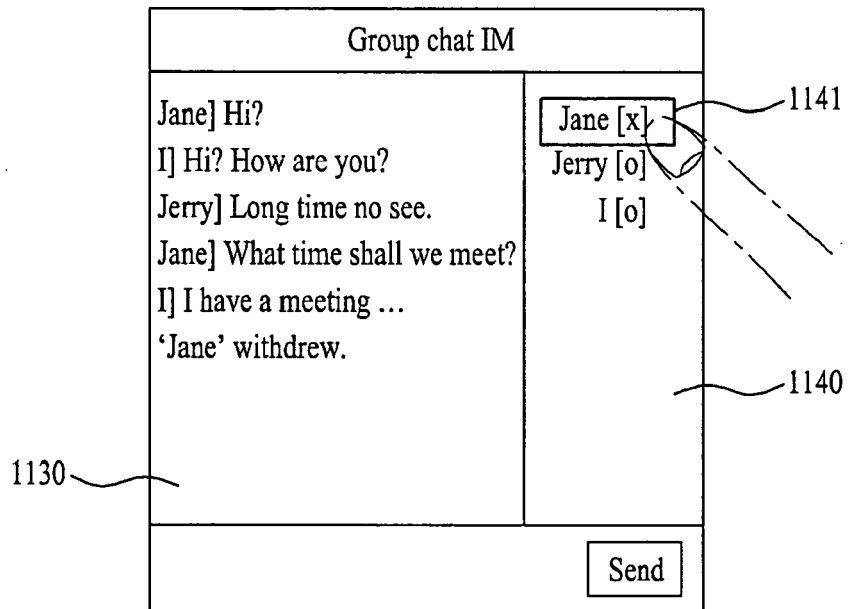 Group chat IM
Jane] Hi?
I] Hi? How are you?
Jerry] Long time no see.
Jane] What time shall we meet?
I] I have a meeting ...
‘Jane’ withdrew.
Jane [x]
Jerry [o]
I [o]
1141
1140
1130
Send